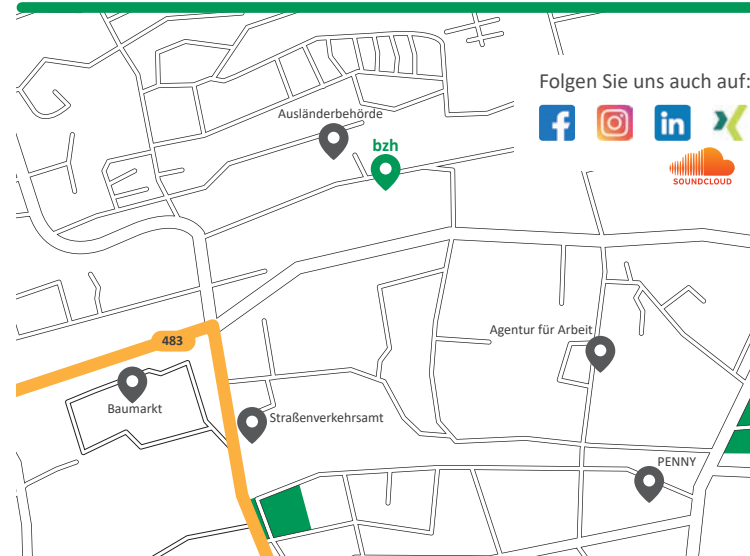 Folgen Sie uns auch auf:
SOUNDCLOUD
Ausländerbehörde
bzh
483
Agentur für Arbeit
Baumarkt
Straßenverkehrsamt
PENNY